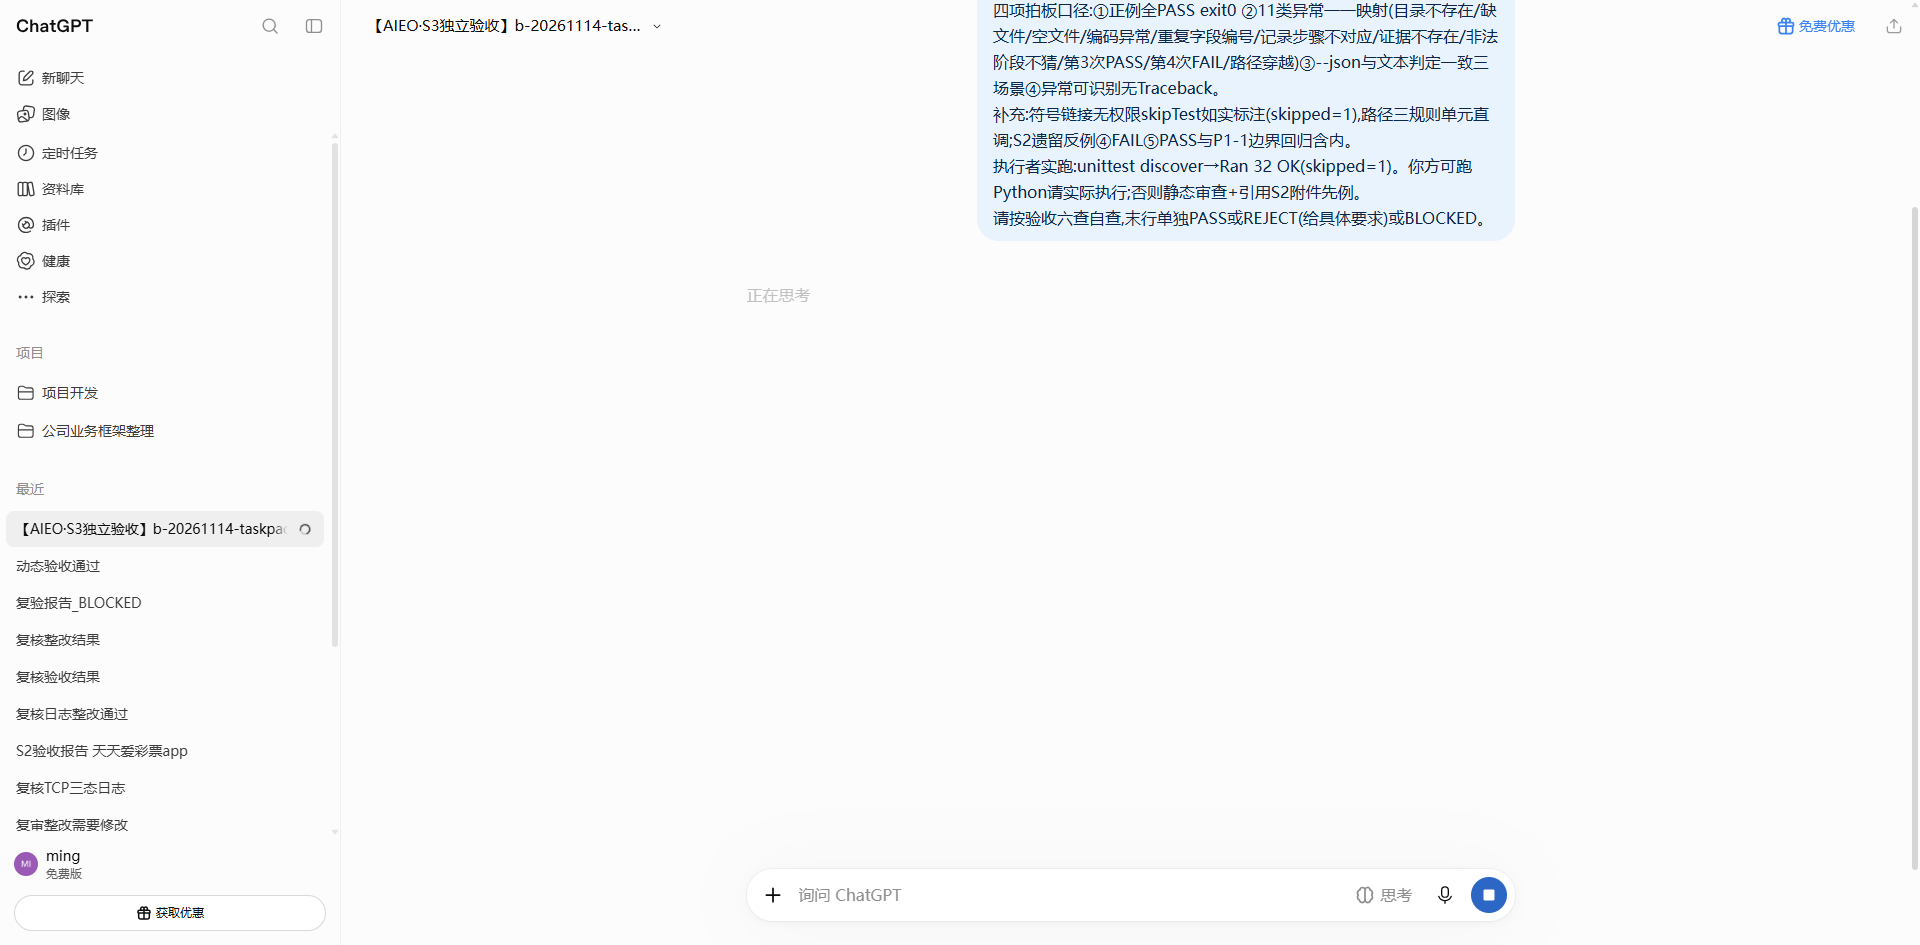 ChatGPT
新聊天
图像
定时任务
资料库
插件
健康
探索
项目
项目开发
公司业务框架整理
最近
【AIEO·S3独立验收】b-20261114-taskpac
动态验收通过
复验报告_BLOCKED
复核整改结果
复核验收结果
复核日志整改通过
S2验收报告 天天爱彩票app
复核TCP三态日志
复审整改需要修改
MI
ming
免费版
获取优惠
【AIEO·S3独立验收】b-20261114-tas...
免费优惠
四项拍板口径:①正例全PASS exit0 ②11类异常一一映射(目录不存在/缺
文件/空文件/编码异常/重复字段编号/记录步骤不对应/证据不存在/非法
阶段不猜/第3次PASS/第4次FAIL/路径穿越)③--json与文本判定一致三
场景④异常可识别无Traceback。
补充:符号链接无权限skipTest如实标注(skipped=1),路径三规则单元直
调;S2遗留反例④FAIL⑤PASS与P1-1边界回归含内。
执行者实跑:unittest discover→Ran 32 OK(skipped=1)。你方可跑
Python请实际执行;否则静态审查+引用S2附件先例。
请按验收六查自查,末行单独PASS或REJECT(给具体要求)或BLOCKED。
正在思考
询问 ChatGPT
思考